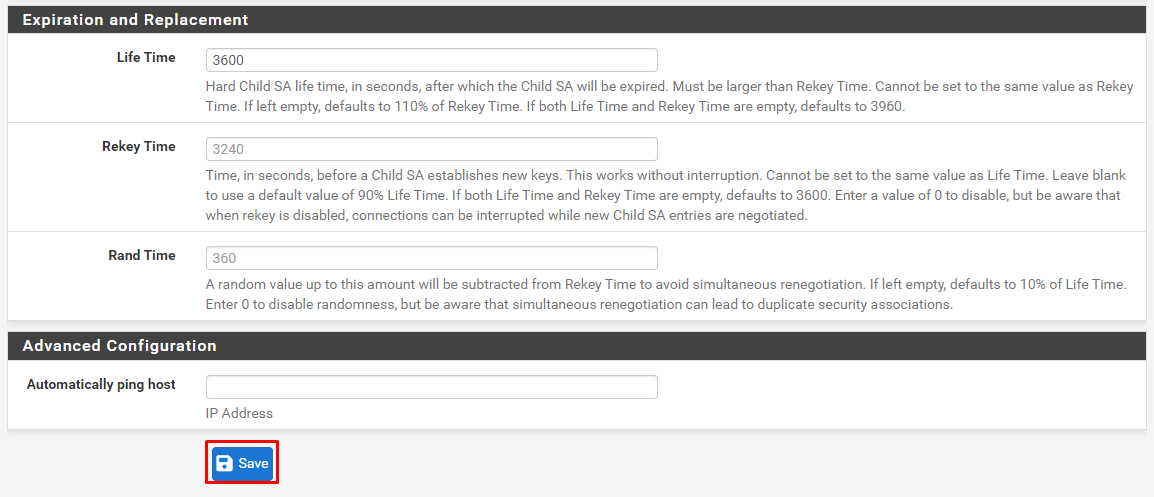 Expiration and Replacement
Life Time
3600
Hard Child SA life time, in seconds, after which the Child SA will be expired. Must be larger than Rekey Time. Cannot be set to the same value as Rekey
Time. If left empty, defaults to 110% of Rekey Time. If both Life Time and Rekey Time are empty, defaults to 3960.
Rekey Time
3240
Time, in seconds, before a Child SA establishes new keys. This works without interruption. Cannot be set to the same value as Life Time. Leave blank
to use a default value of 90% Life Time. If both Life Time and Rekey Time are empty, defaults to 3600. Enter a value of 0 to disable, but be aware that
when rekey is disabled, connections can be interrupted while new Child SA entries are negotiated.
Rand Time
360
A random value up to this amount will be subtracted from Rekey Time to avoid simultaneous renegotiation. If left empty, defaults to 10% of Life Time.
Enter 0 to disable randomness, but be aware that simultaneous renegotiation can lead to duplicate security associations.
Advanced Configuration
Automatically ping host
IP Address
Save